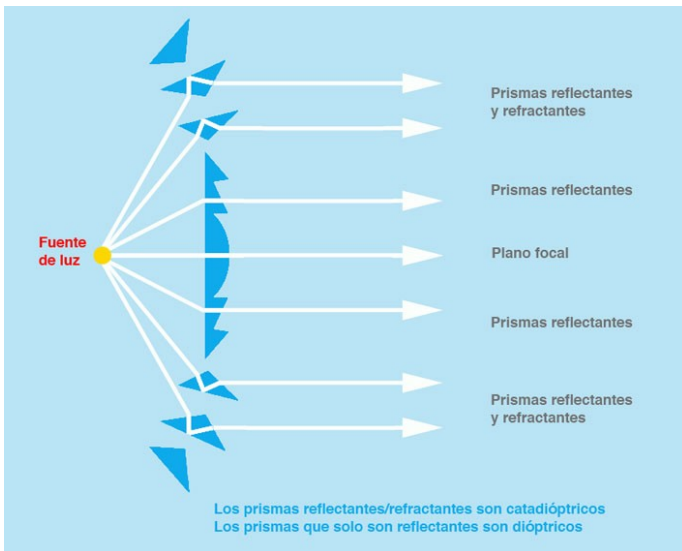 Prismas reflectantes
y refractantes
Prismas reflectantes
Fuente
de luz
Plano focal
Prismas reflectantes
Prismas reflectantes
y refractantes
Los prismas reflectantes/refractantes son catadióptricos
Los prismas que solo son reflectantes son dióptricos